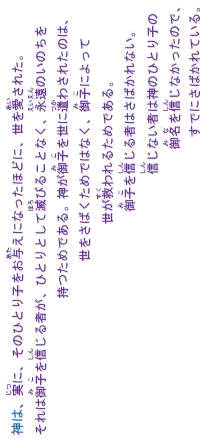 神は、実に、そのひとり子をお与えになったほどに、世を愛された。
それは御子を信じる者が、ひとりとして滅びることなく、永遠のいのちを
持つためである。神が御子を世に遣わされたのは、
世をさばくためではなく、御子によって
世が救われるためである。
御子を信じる者はさばかれない。
信じない者は神のひとり子の
御名を信じなかったので、
すでにさばかれている。